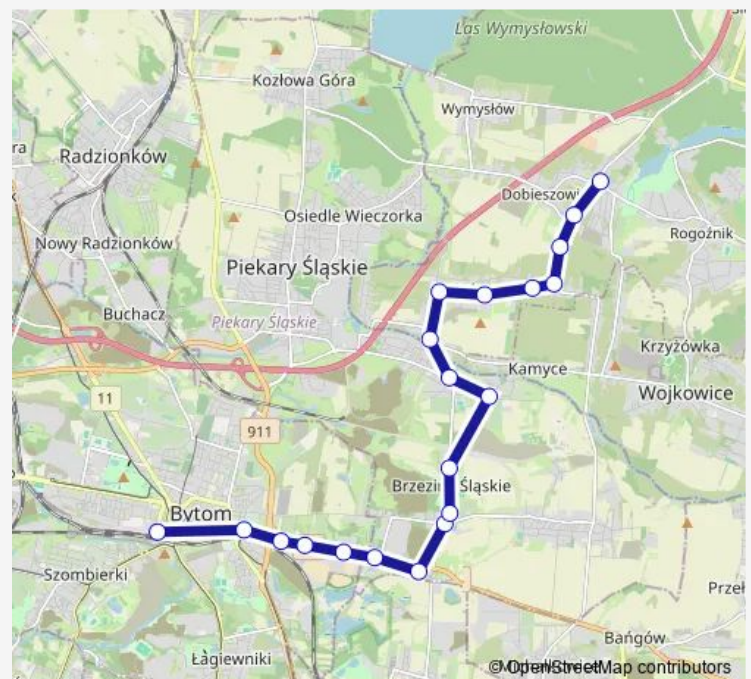 Las Wymysłowski
Kozłowa Góra
Wymysłów
ra
Radzionków
Dobieszowi
Osiedle Wieczorka
Rogoźnik
Nowy Radzionków
Piekary Śląskie
Buchacz
Piekary Śląskie
Krzyżówka
Kamyce
11
Wojkowice
911
Brzezi Śląskie
Bytom
Szombierki
Przeł
Bańgów
Łagiewniki
© OpenStreetMap contributors